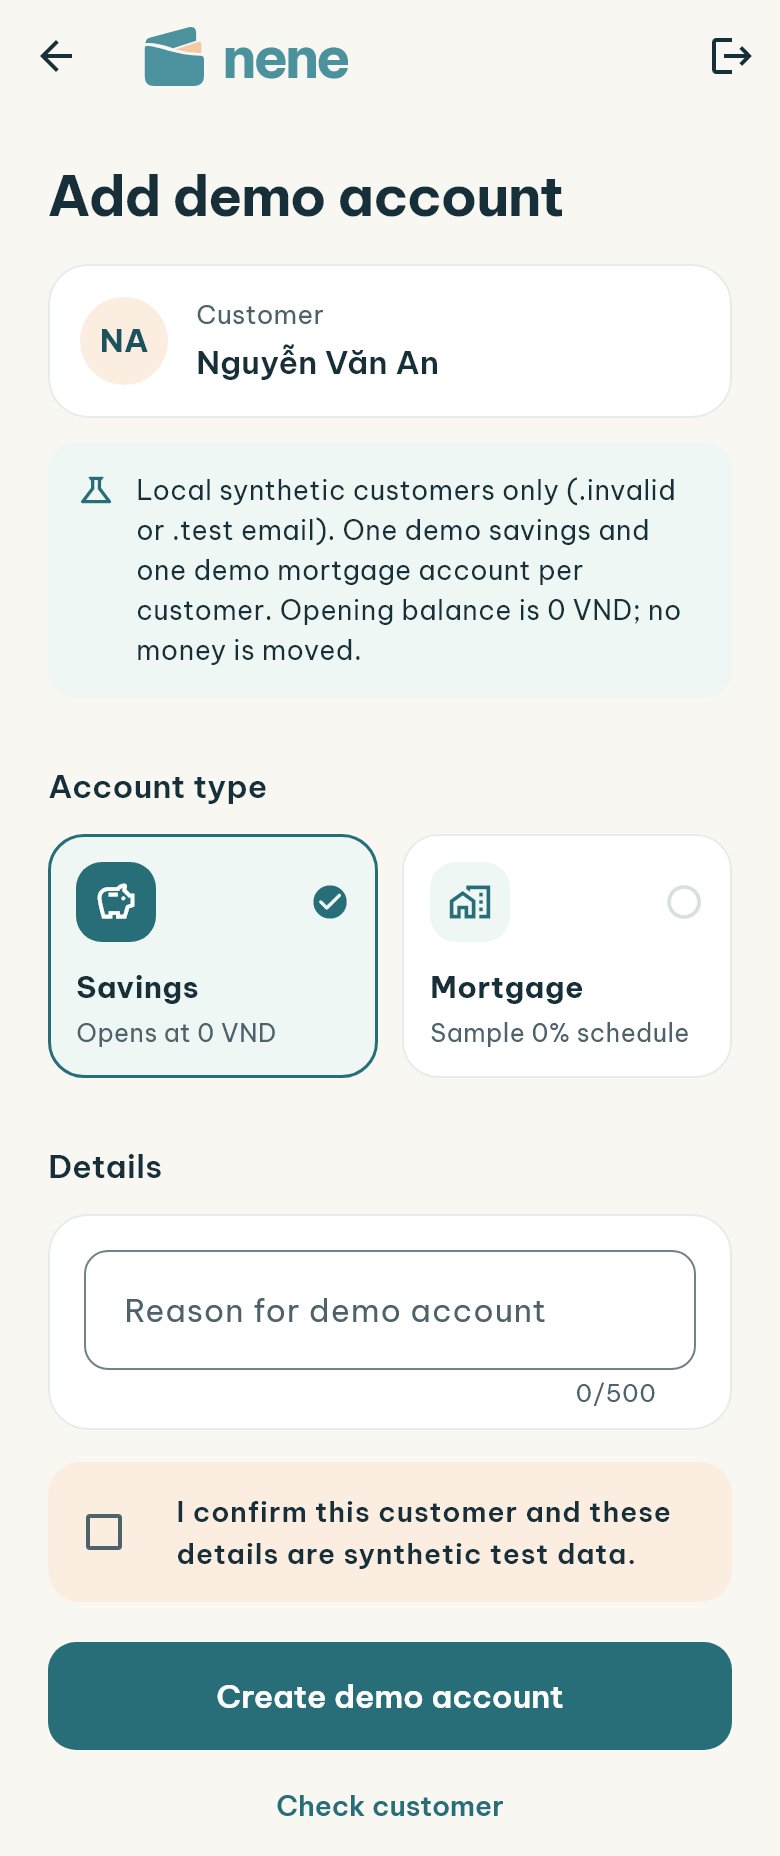 nene
Add demo account
NA
Customer
Nguyễn Văn An
Local synthetic customers only (.invalid
or .test email). One demo savings and
one demo mortgage account per
customer. Opening balance is 0 VND; no
money is moved.
Account type
Savings
Opens at 0 VND
Mortgage
Sample 0% schedule
Details
Reason for demo account
0/500
I confirm this customer and these
details are synthetic test data.
Create demo account
Check customer